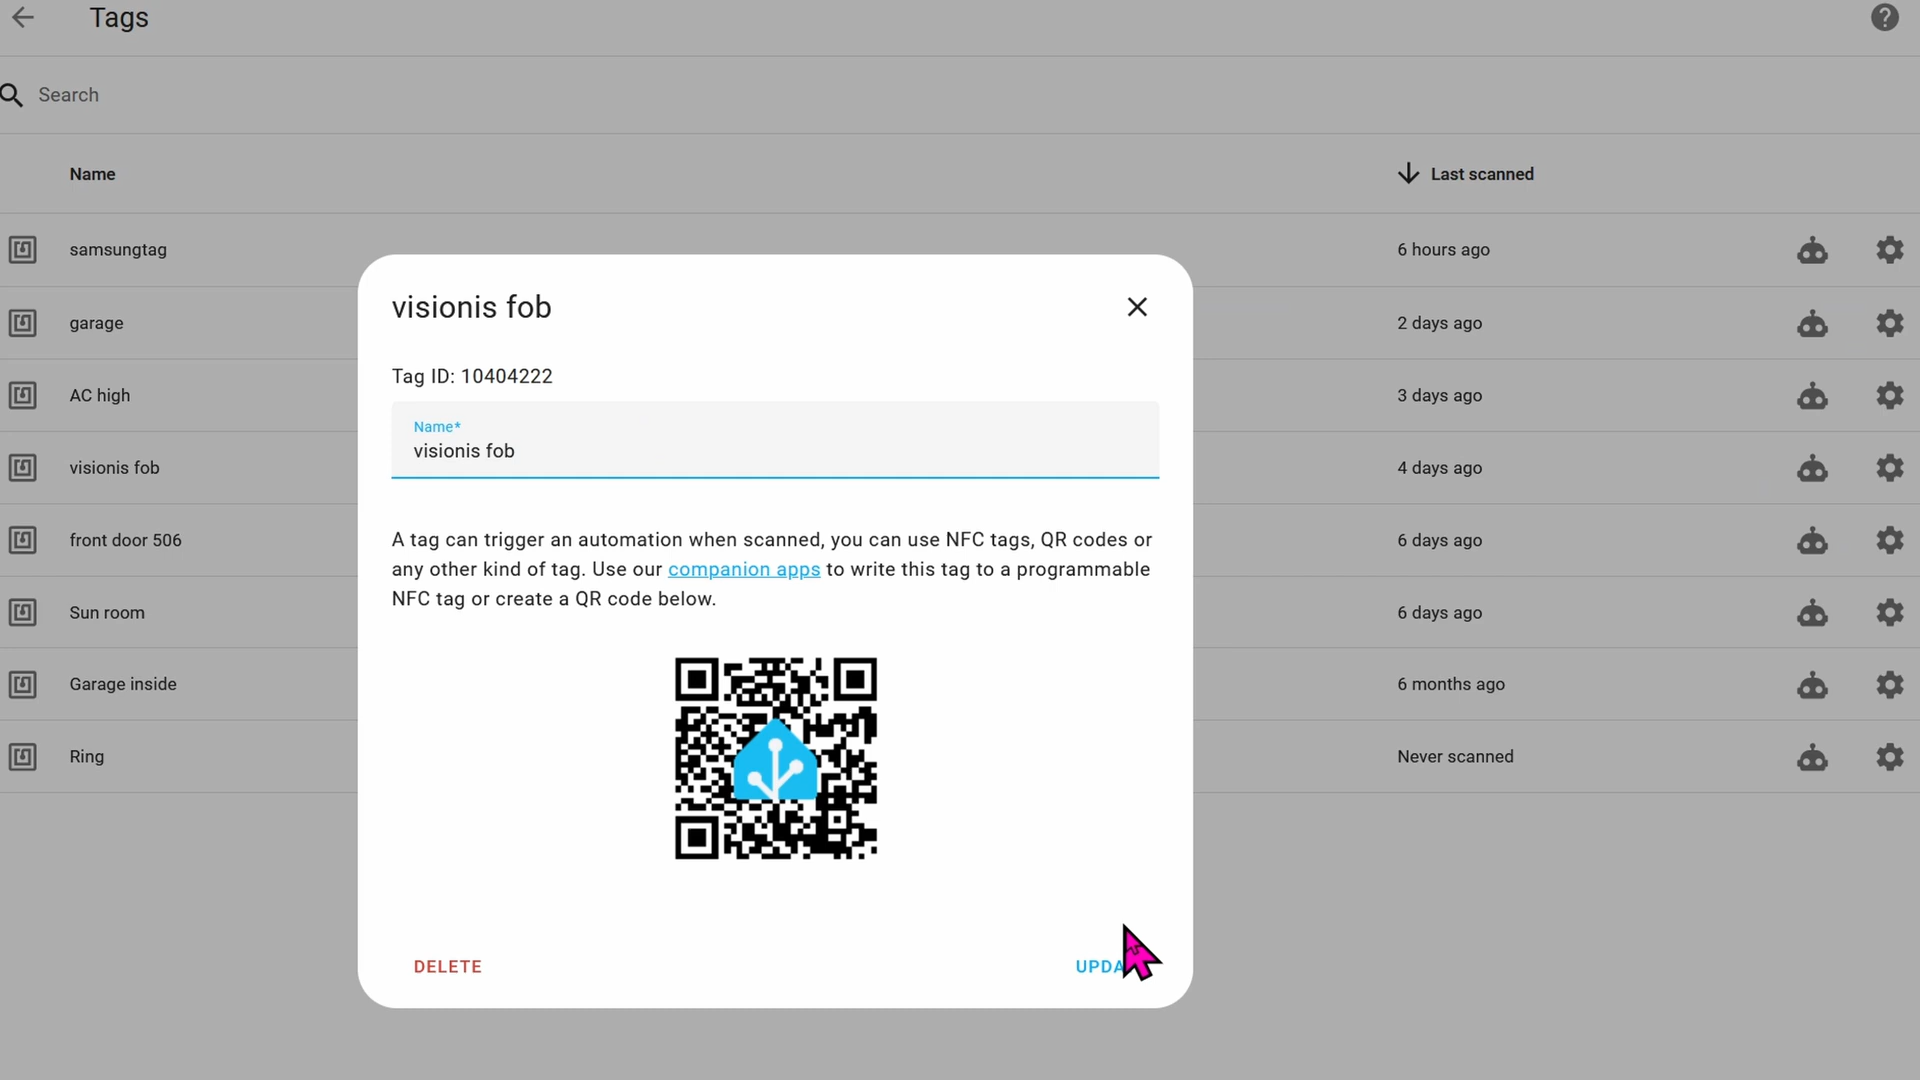 Tags
Search
Name
Last scanned
samsungtag
6 hours ago
garage
2 days ago
AC high
3 days ago
visionis fob
4 days ago
front door 506
6 days ago
Sun room
6 days ago
Garage inside
6 months ago
Ring
Never scanned
visionis fob
Tag ID: 10404222
Name*
visionis fob
A tag can trigger an automation when scanned, you can use NFC tags, QR codes or
any other kind of tag. Use our companion apps to write this tag to a programmable
NFC tag or create a QR code below.
DELETE